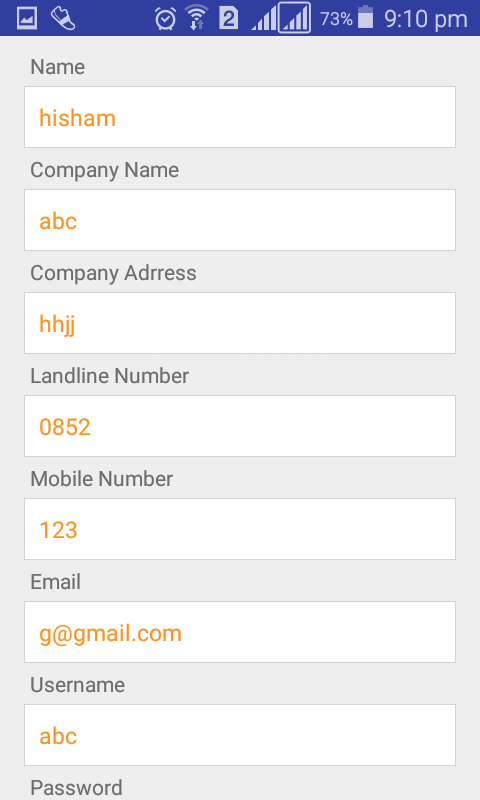 2 73% 9:10 pm
Name
hisham
Company Name
abc
Company Adrress
hhjj
Landline Number
0852
Mobile Number
123
Email
g@gmail.com
Username
abc
Password